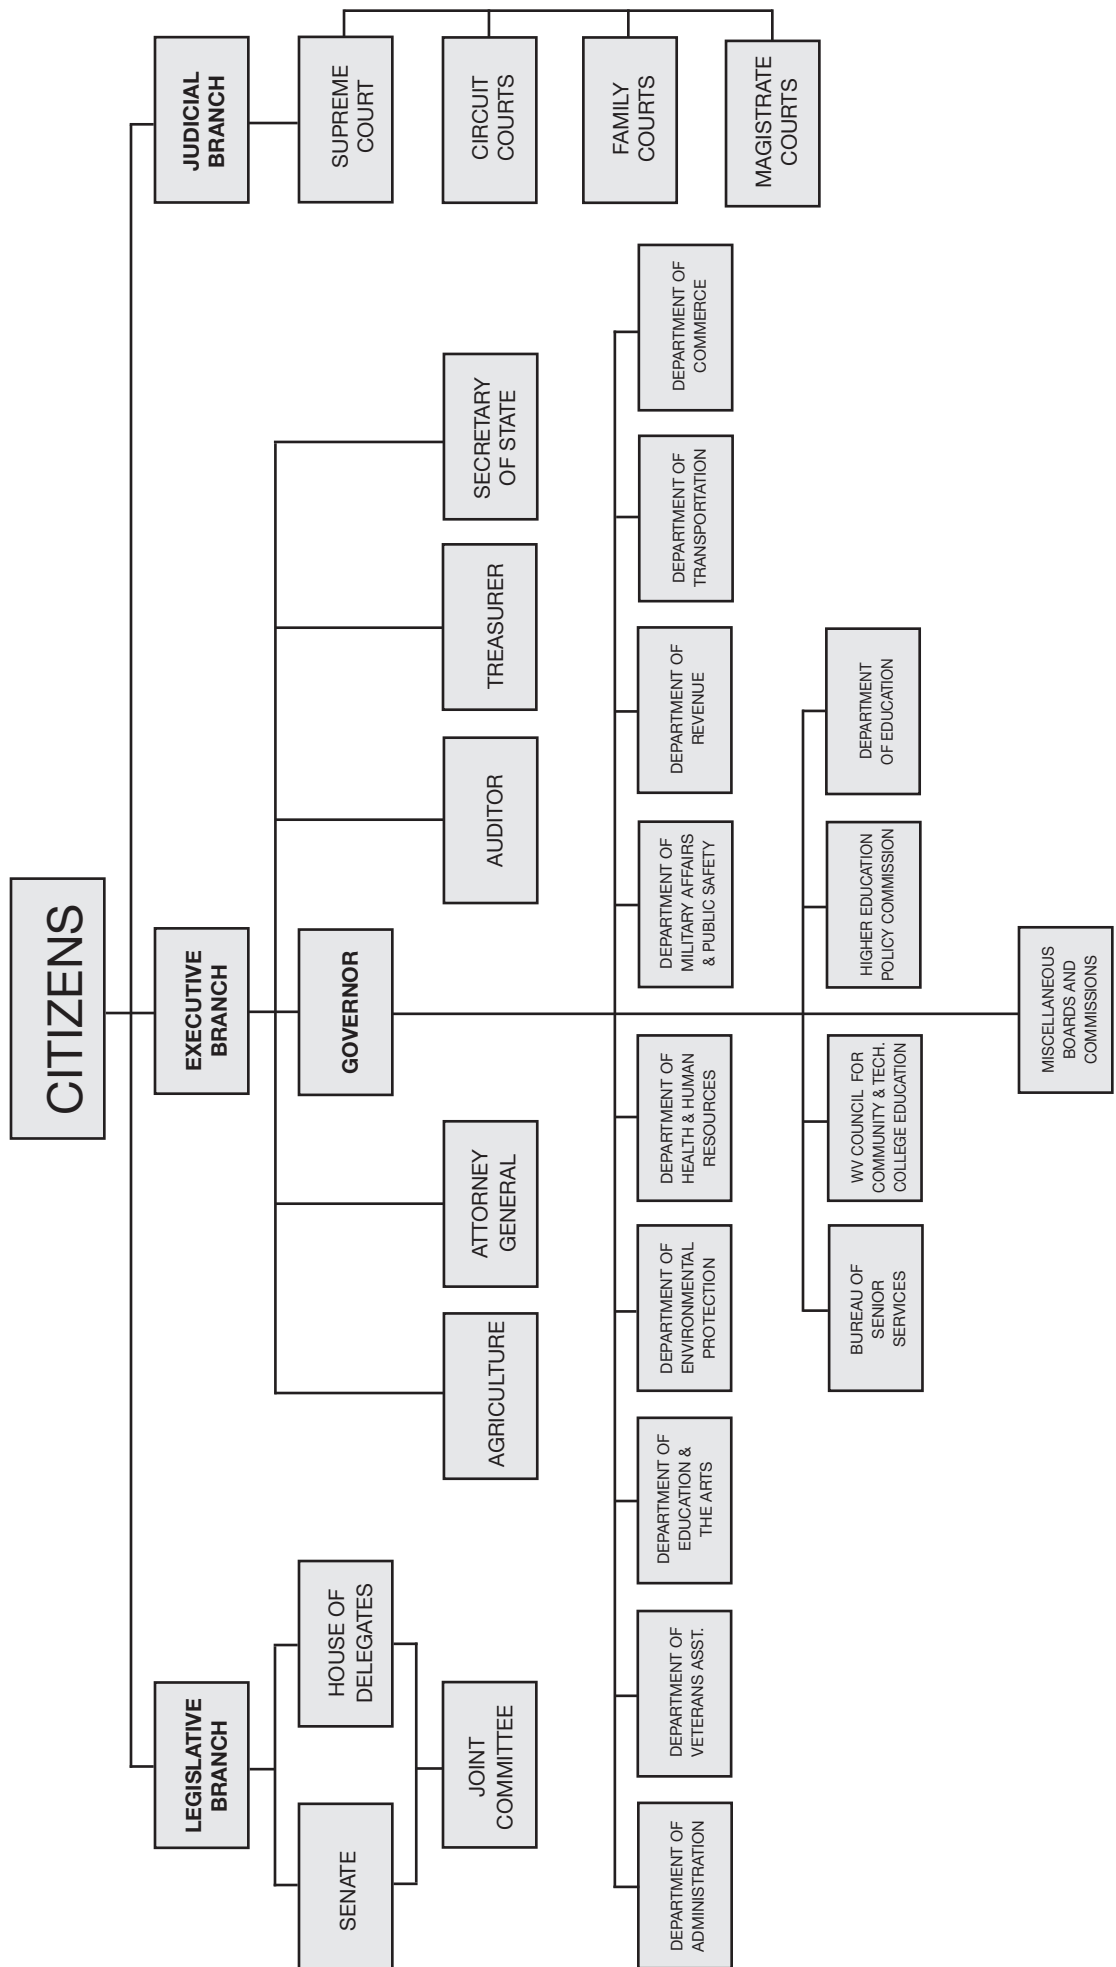 CITIZENS
LEGISLATIVE
BRANCH
EXECUTIVE
BRANCH
JUDICIAL
BRANCH
SENATE
HOUSE OF
DELEGATES
GOVERNOR
SUPREME
COURT
JOINT
COMMITTEE
AGRICULTURE
ATTORNEY
GENERAL
AUDITOR
TREASURER
SECRETARY
OF STATE
CIRCUIT
COURTS
FAMILY
COURTS
MAGISTRATE
COURTS
DEPARTMENT OF
ADMINISTRATION
DEPARTMENT OF
VETERANS ASST.
DEPARTMENT OF
EDUCATION &
THE ARTS
DEPARTMENT OF
ENVIRONMENTAL
PROTECTION
DEPARTMENT OF
HEALTH & HUMAN
RESOURCES
DEPARTMENT OF
MILITARY AFFAIRS
& PUBLIC SAFETY
DEPARTMENT OF
REVENUE
DEPARTMENT OF
TRANSPORTATION
DEPARTMENT OF
COMMERCE
BUREAU OF
SENIOR
SERVICES
WV COUNCIL FOR
COMMUNITY & TECH.
COLLEGE EDUCATION
HIGHER EDUCATION
POLICY COMMISSION
DEPARTMENT
OF EDUCATION
MISCELLANEOUS
BOARDS AND
COMMISSIONS